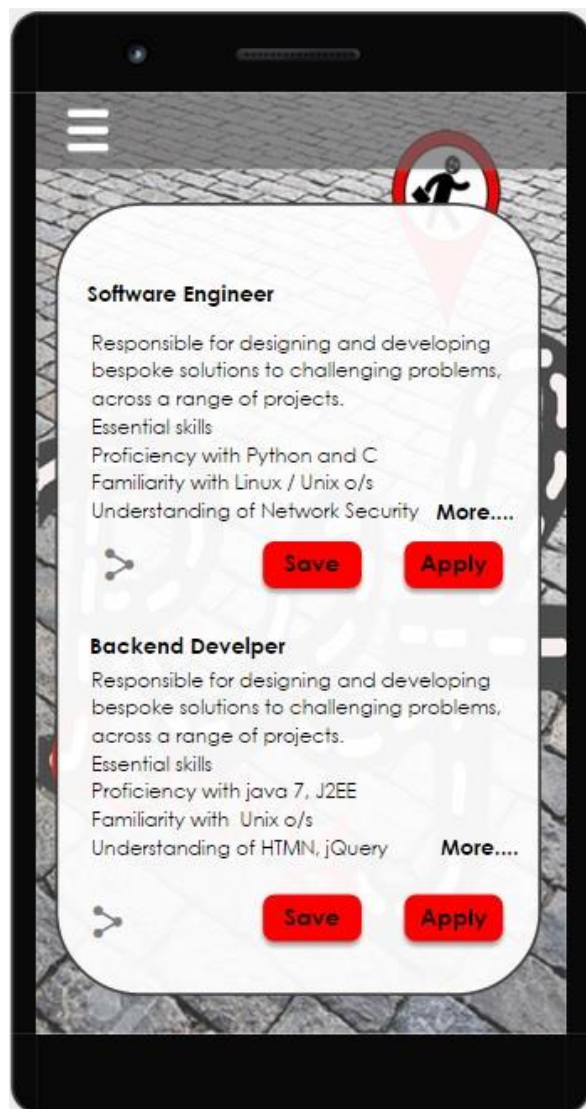 Software Engineer
Responsible for designing and developing
bespoke solutions to challenging problems,
across a range of projects.
Essential skills
Proficiency with Python and C
Familiarity with Linux / Unix o/s
Understanding of Network Security More....
Save Apply
Backend Develper
Responsible for designing and developing
bespoke solutions to challenging problems,
across a range of projects.
Essential skills
Proficiency with java 7, J2EE
Familiarity with Unix o/s
Understanding of HTMN, jQuery More....
Save Apply